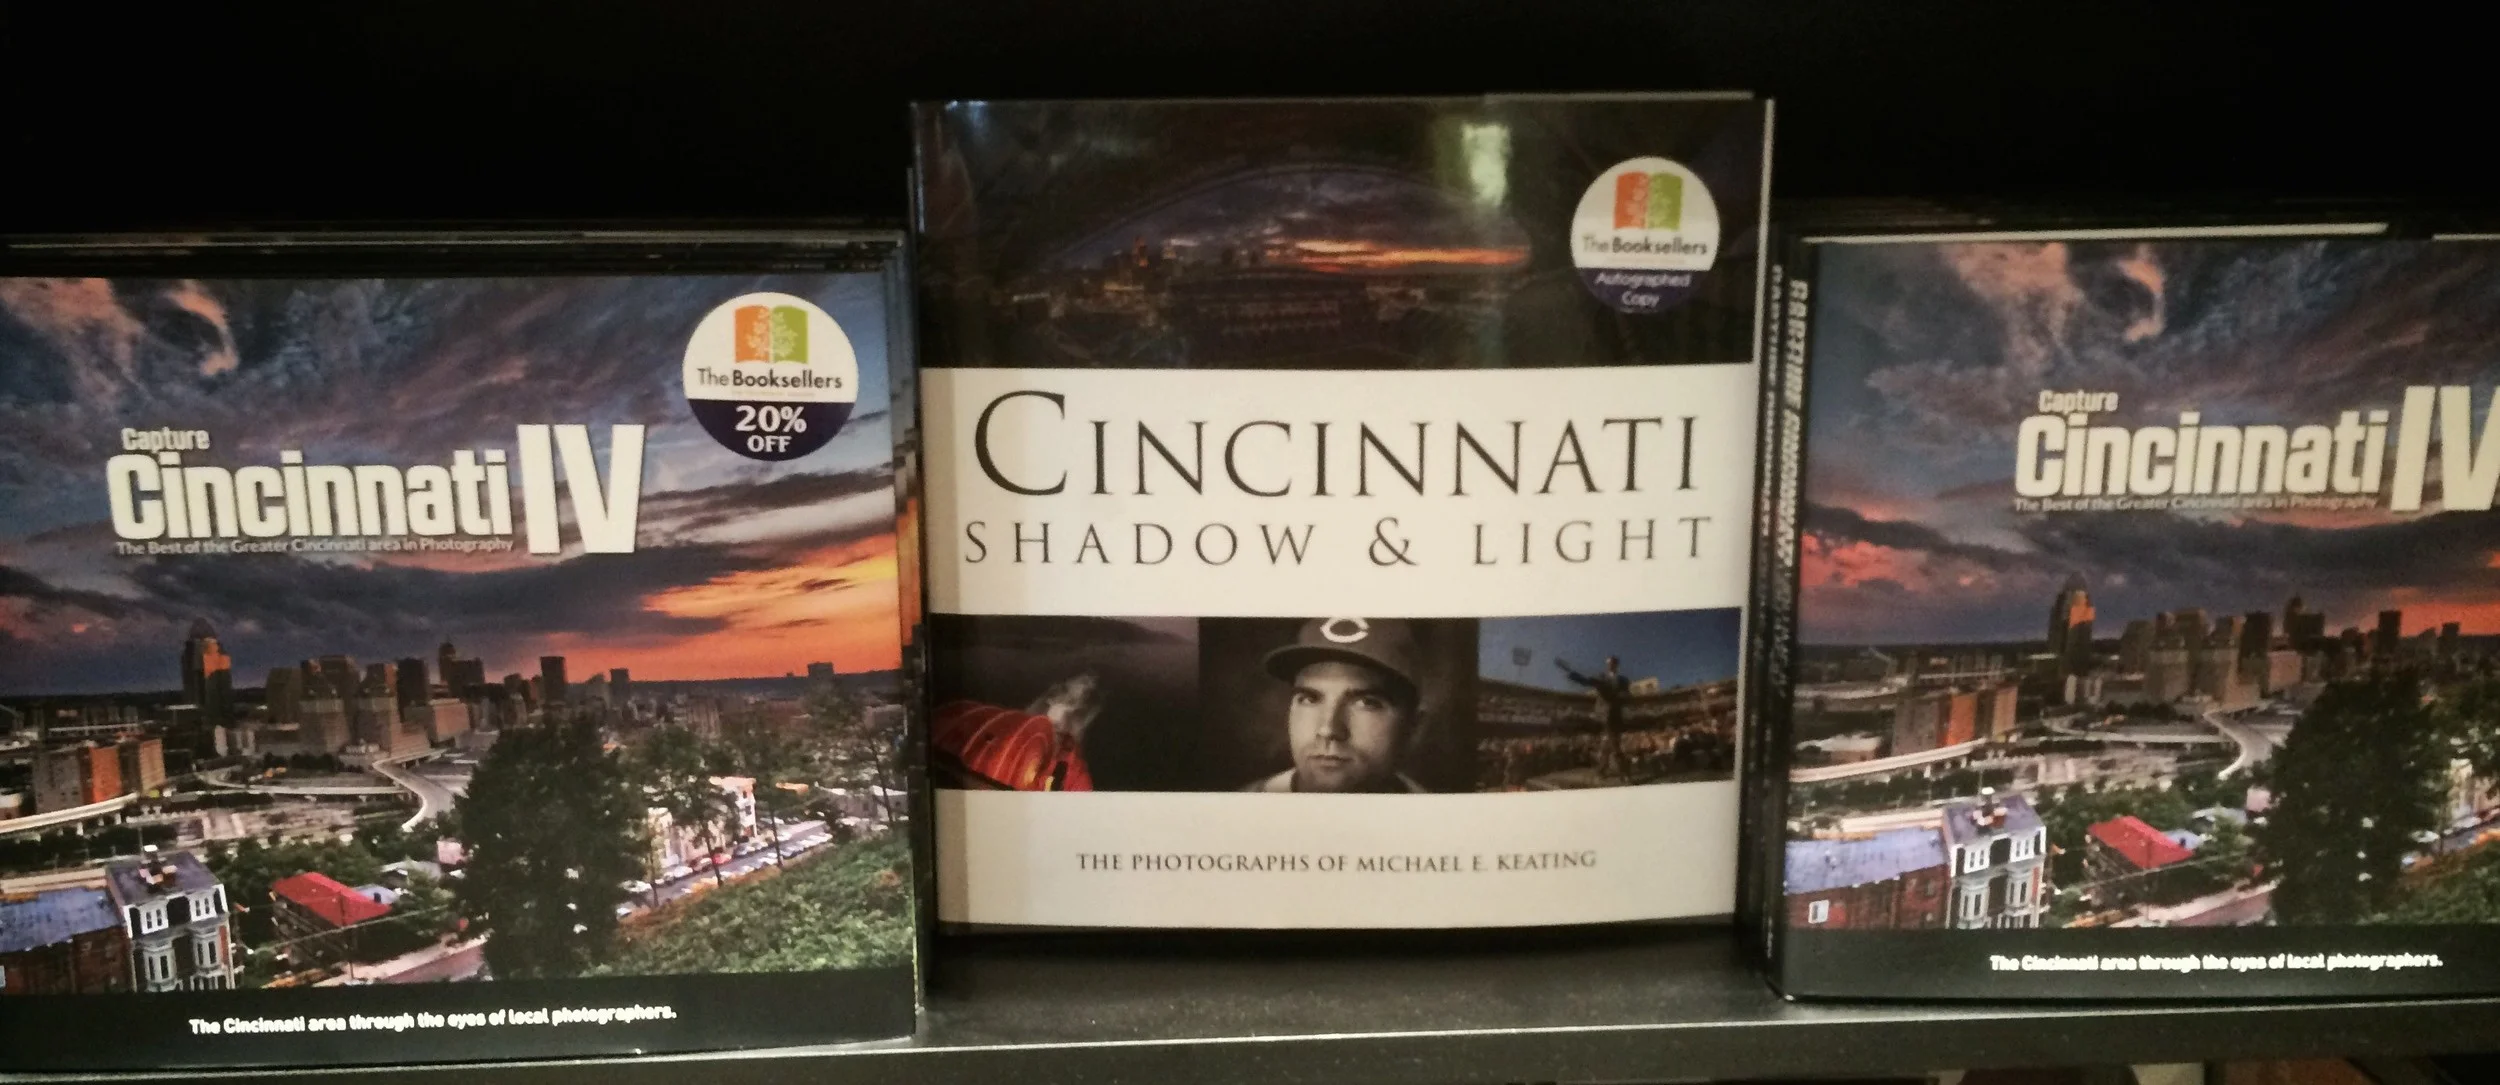 Capture
Cincinnati IV
The Best of the Greater Cincinnati area in Photography
The Booksellers
20%
OFF
The Cincinnati area through the eyes of local photographers.
The Booksellers
Autographed
Copy
CINCINNATI
SHADOW & LIGHT
C
THE PHOTOGRAPHS OF MICHAEL E. KEATING
Capture
Cincinnati IV
The Best of the Greater Cincinnati area in Photography
The Cincinnati area through the eyes of local photographers.